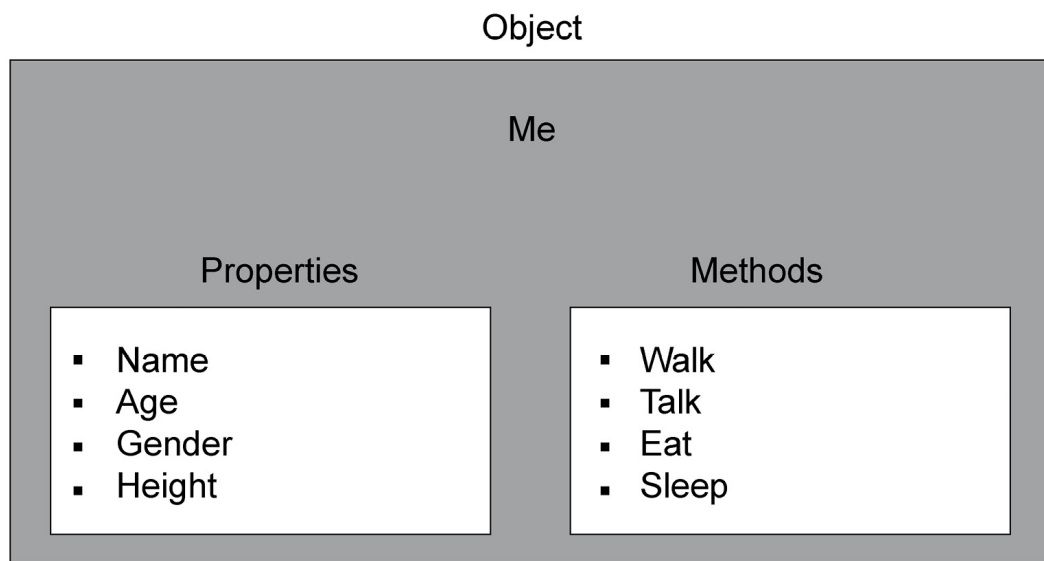 Object
Me
Properties
Methods
▪ Name
▪ Age
▪ Gender
▪ Height
▪ Walk
▪ Talk
▪ Eat
▪ Sleep